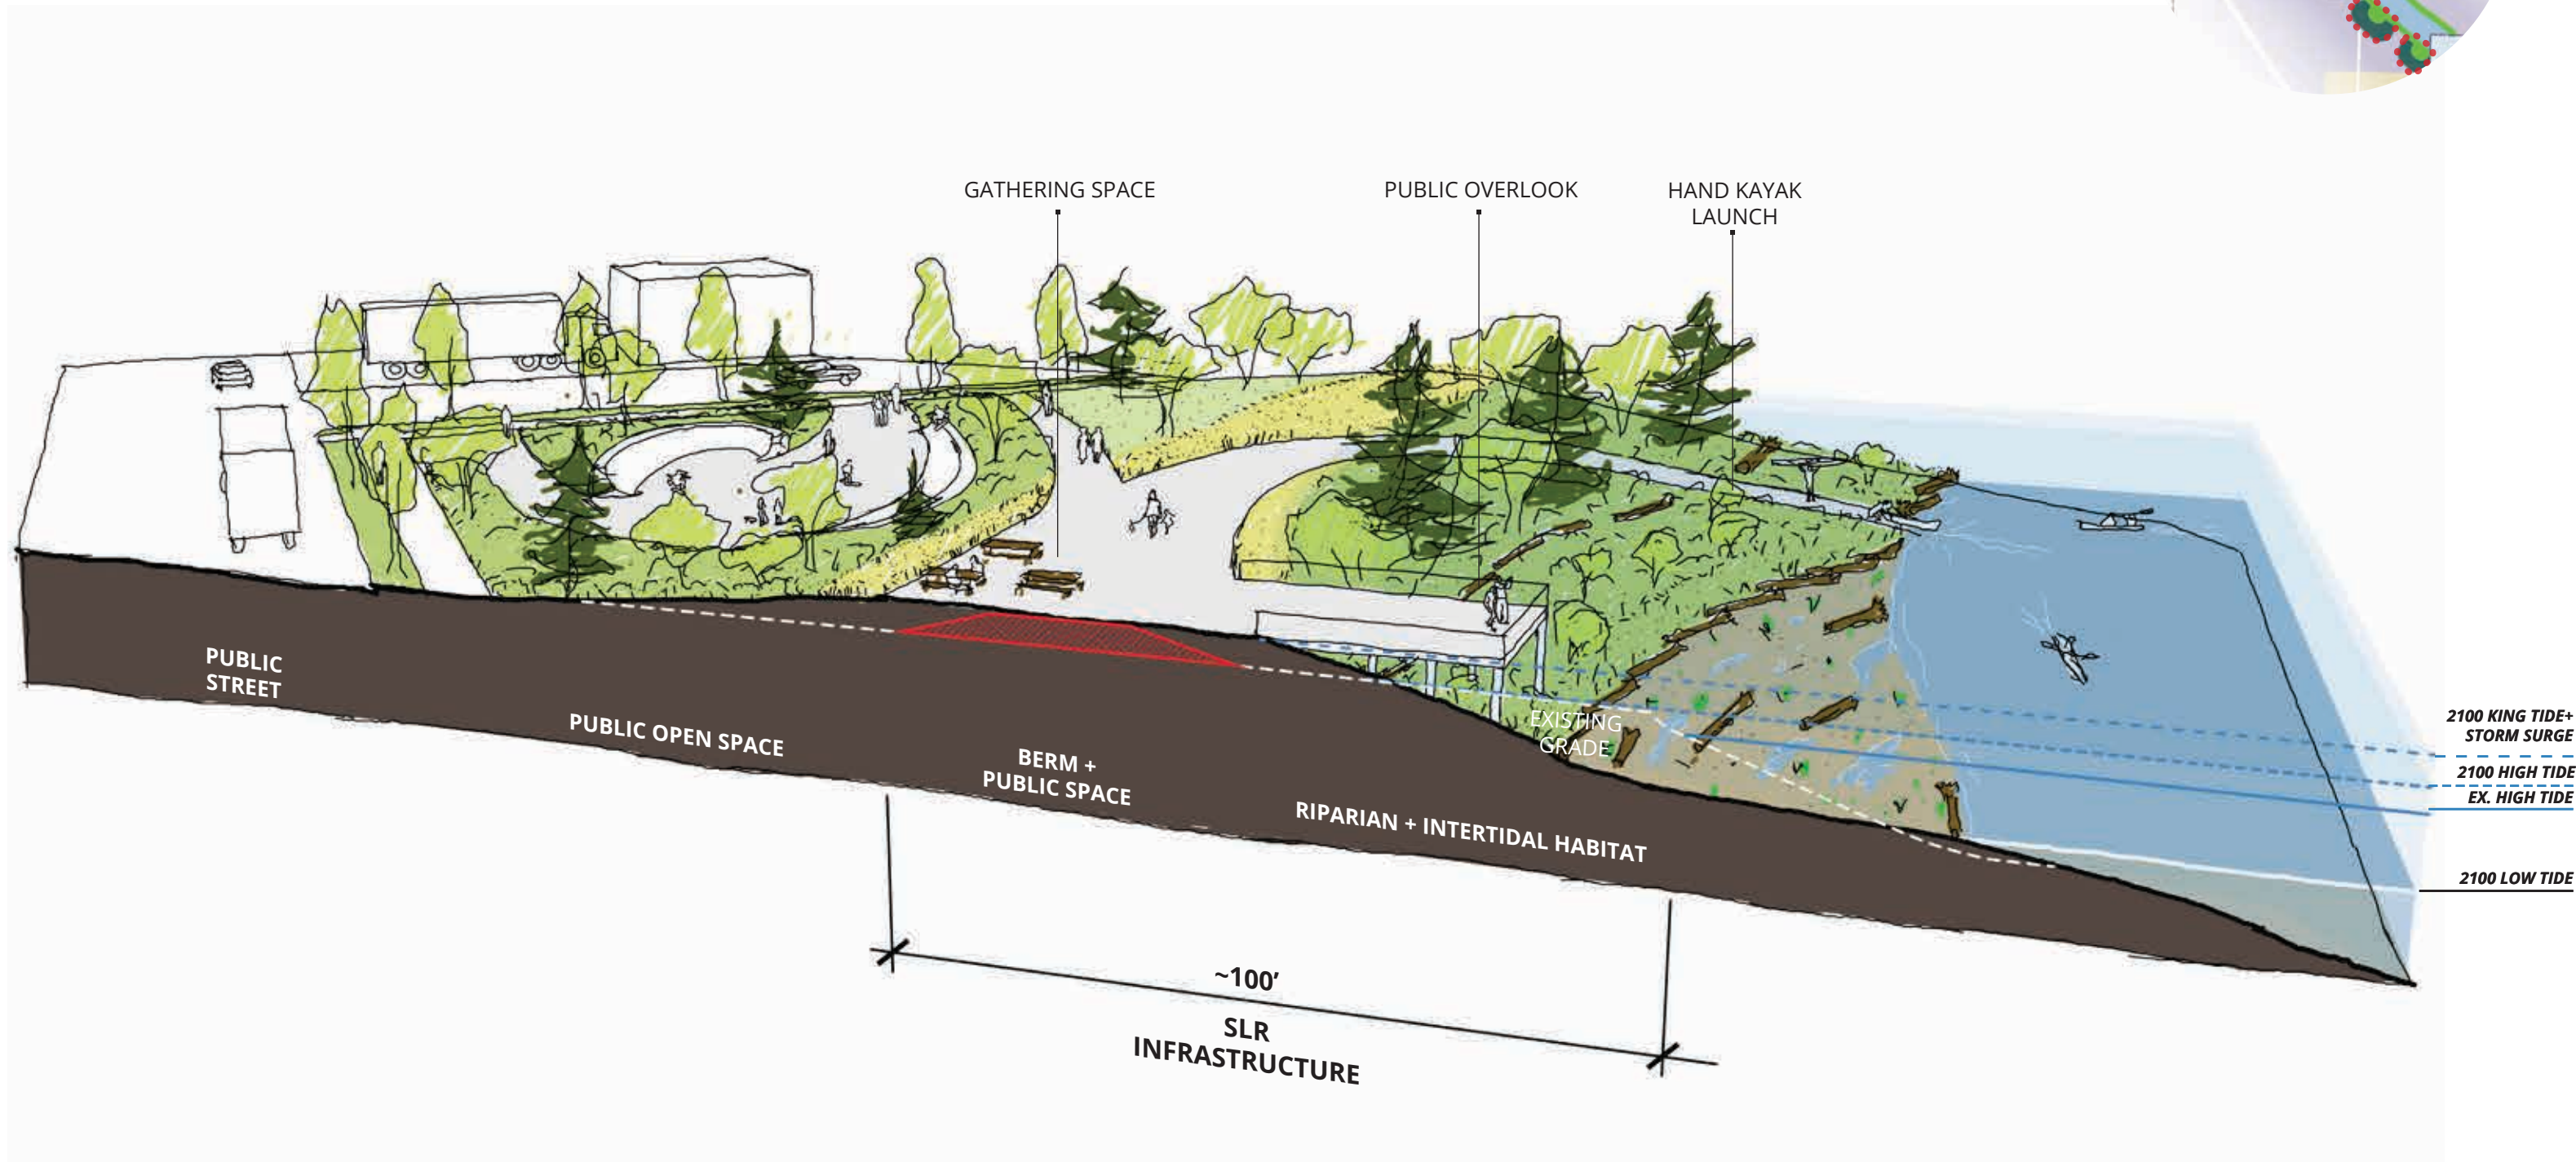 GATHERING SPACE
PUBLIC OVERLOOK
HAND KAYAK
LAUNCH
PUBLIC
STREET
PUBLIC OPEN SPACE
BERM +
PUBLIC SPACE
RIPARIAN + INTERTIDAL HABITAT
EXISTING
GRADE
2100 KING TIDE+
STORM SURGE
2100 HIGH TIDE
EX. HIGH TIDE
2100 LOW TIDE
~100’
SLR
INFRASTRUCTURE